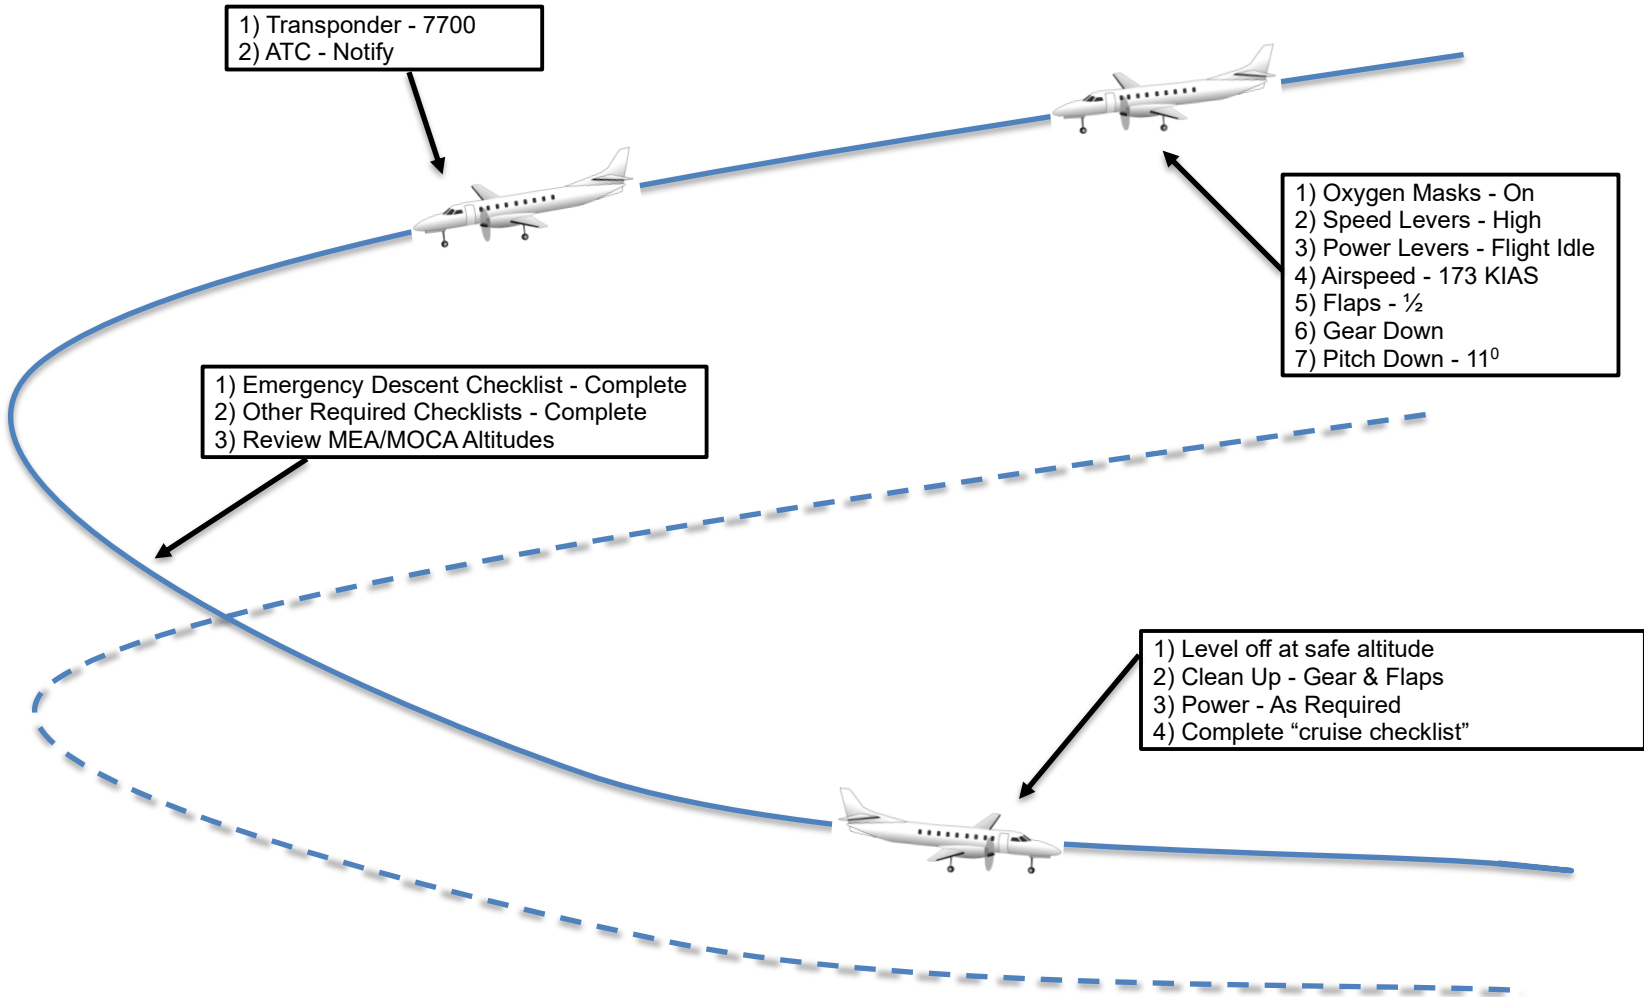 1) Transponder - 7700
2) ATC - Notify
1) Oxygen Masks - On
2) Speed Levers - High
3) Power Levers - Flight Idle
4) Airspeed - 173 KIAS
5) Flaps - ½
6) Gear Down
7) Pitch Down - 11⁰
1) Emergency Descent Checklist - Complete
2) Other Required Checklists - Complete
3) Review MEA/MOCA Altitudes
1) Level off at safe altitude
2) Clean Up - Gear & Flaps
3) Power - As Required
4) Complete “cruise checklist”